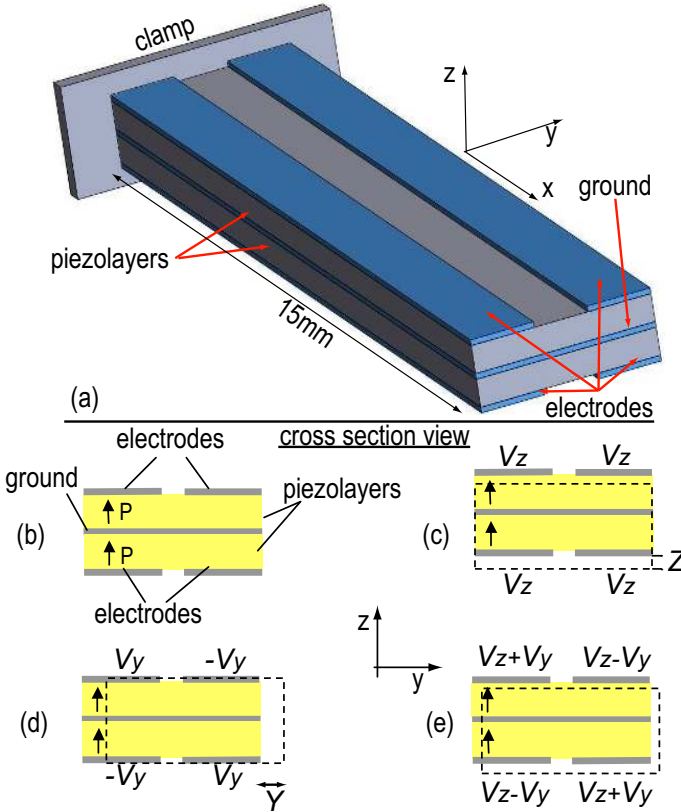 clamp
z
y
x
ground
piezolayers
15mm
electrodes
(a)
cross section view
electrodes
ground
piezolayers
P
P
(b)
electrodes
Vz Vz
(c)
Z
Vz Vz
z
y
Vy -Vy
(d)
-Vy Vy
Y
Vz+Vy Vz-Vy
(e)
Vz-Vy Vz+Vy